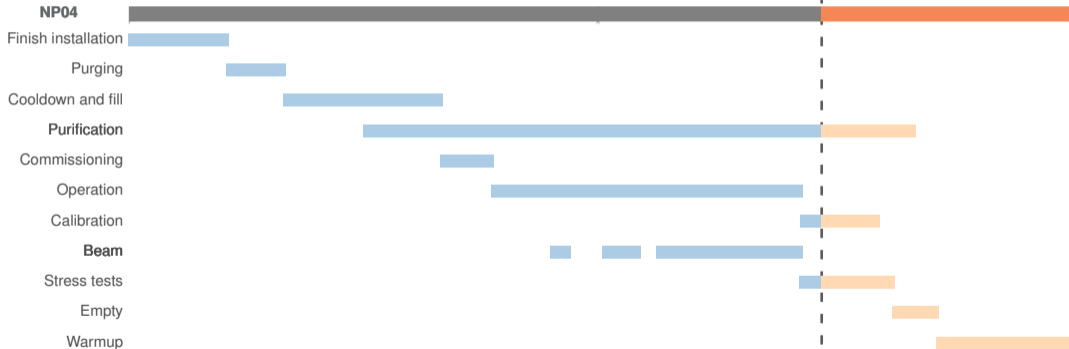 NP04
Finish installation
Purging
Cooldown and fill
Purification
Commissioning
Operation
Calibration
Beam
Stress tests
Empty
Warmup